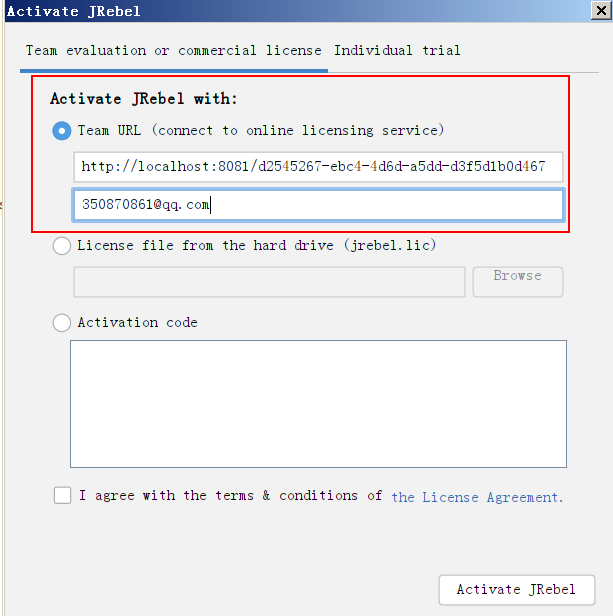 Activate JRebel
Team evaluation or commercial license Individual trial
Activate JRebel with:
Team URL (connect to online licensing service)
http://localhost:8081/d2545267-ebc4-4d6d-a5dd-d3f5d1b0d467
350870861@qq.com
License file from the hard drive (jrebel.lic)
Browse
Activation code
I agree with the terms & conditions of the License Agreement.
Activate JRebel